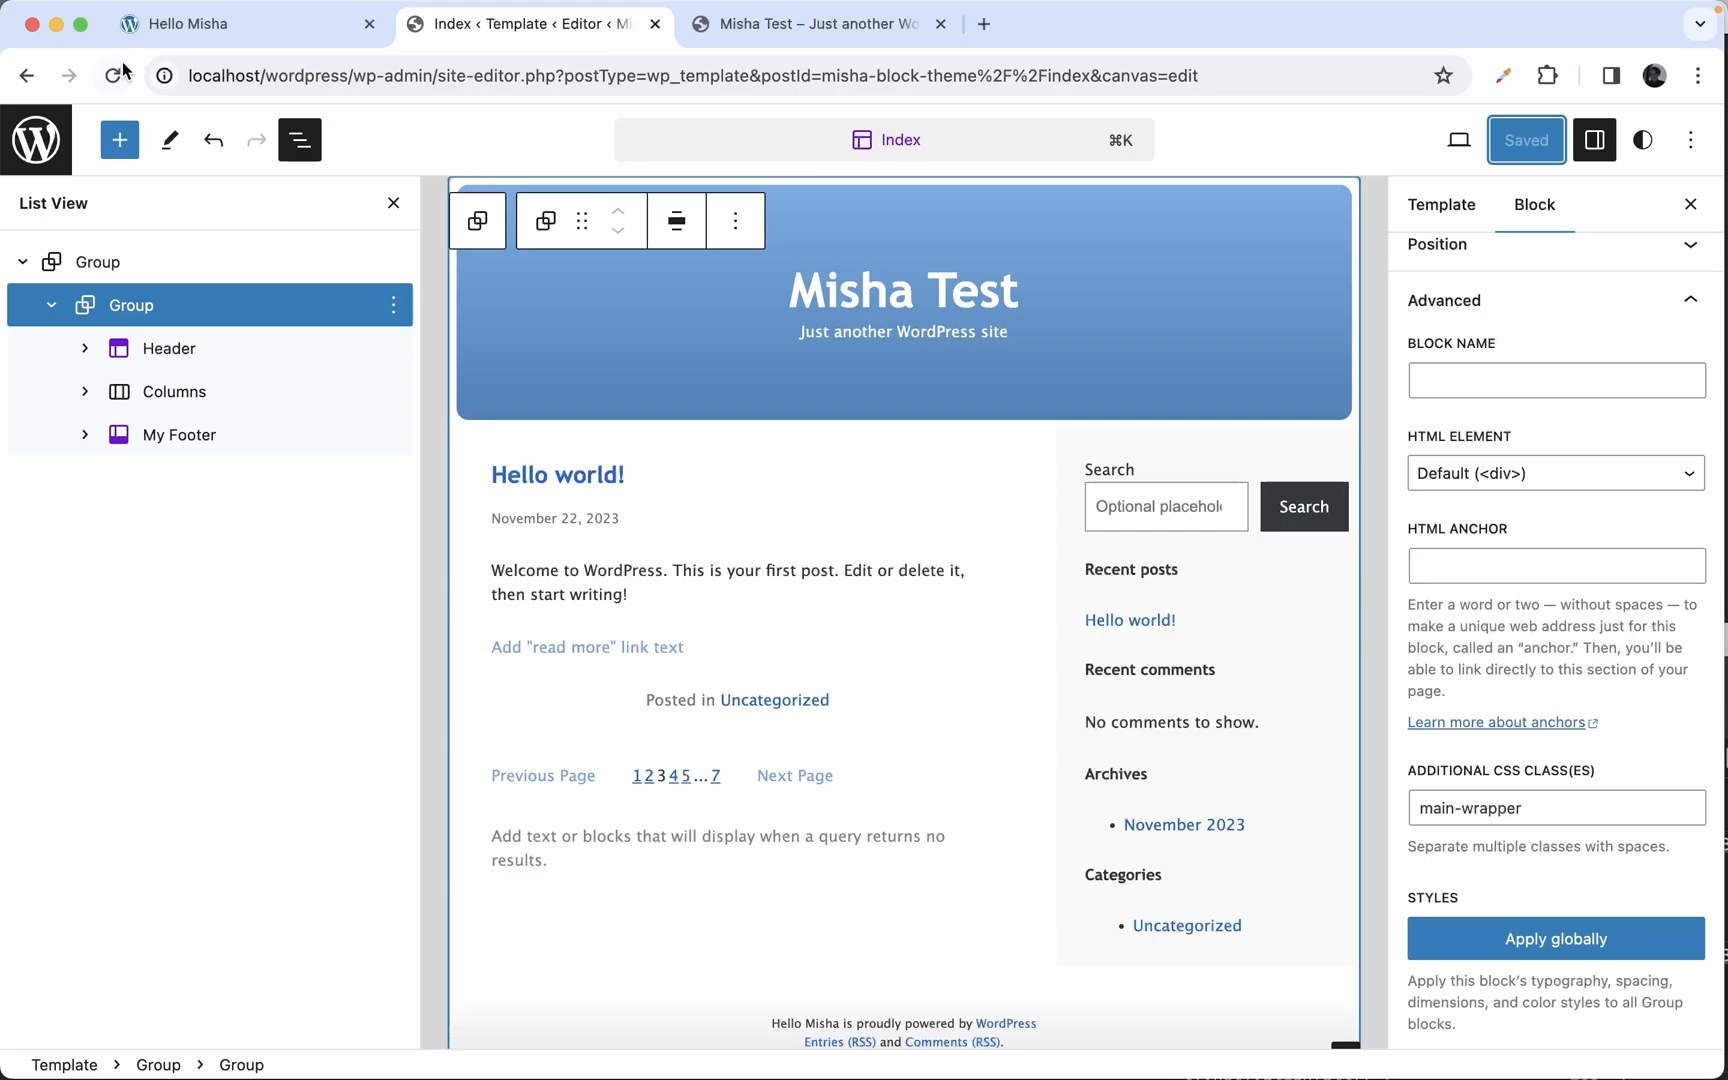 Hello Misha
Index ‹ Template ‹ Editor ‹ Mi
Misha Test – Just another Wo
localhost/wordpress/wp-admin/site-editor.php?postType=wp_template&postId=misha-block-theme%2F%2Findex&canvas=edit
Index
⌘K
Saved
List View
Group
Group
Header
Columns
My Footer
Misha Test
Just another WordPress site
Hello world!
November 22, 2023
Welcome to WordPress. This is your first post. Edit or delete it,
then start writing!
Add "read more" link text
Posted in Uncategorized
Previous Page
1 2 3 4 5 … 7
Next Page
Add text or blocks that will display when a query returns no
results.
Search
Optional placeholo
Search
Recent posts
Hello world!
Recent comments
No comments to show.
Archives
• November 2023
Categories
• Uncategorized
Hello Misha is proudly powered by WordPress
Entries (RSS) and Comments (RSS).
Template
Block
Position
Advanced
BLOCK NAME
HTML ELEMENT
Default (<div>)
HTML ANCHOR
Enter a word or two — without spaces — to
make a unique web address just for this
block, called an “anchor.” Then, you’ll be
able to link directly to this section of your
page.
Learn more about anchors
ADDITIONAL CSS CLASS(ES)
main-wrapper
Separate multiple classes with spaces.
STYLES
Apply globally
Apply this block’s typography, spacing,
dimensions, and color styles to all Group
blocks.
Template > Group > Group